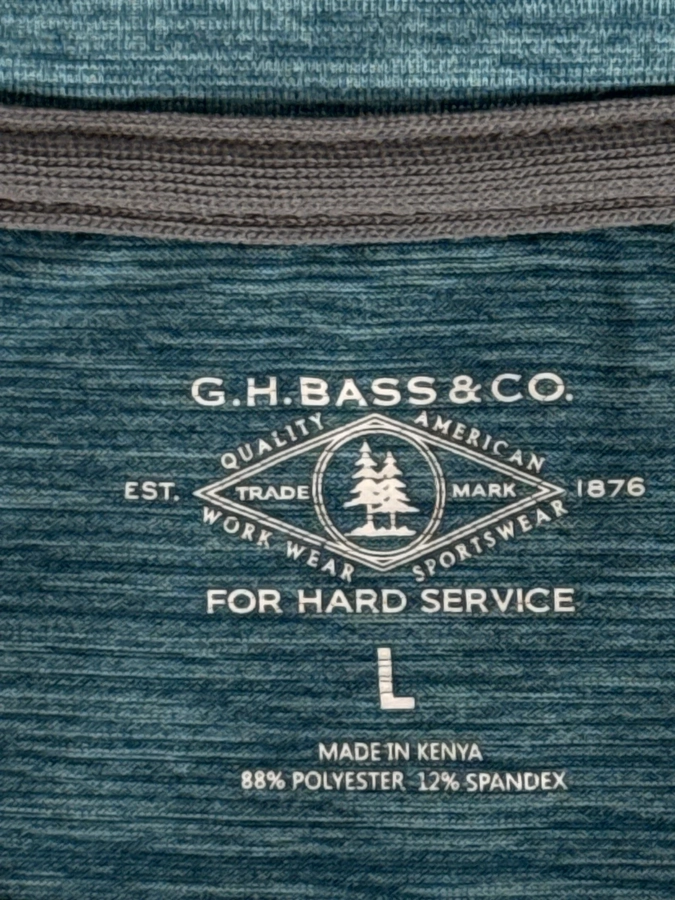 G.H.BASS & CO.
QUALITY AMERICAN
EST. TRADE MARK 1876
WORK WEAR SPORTSWEAR
FOR HARD SERVICE
L
MADE IN KENYA
88% POLYESTER 12% SPANDEX